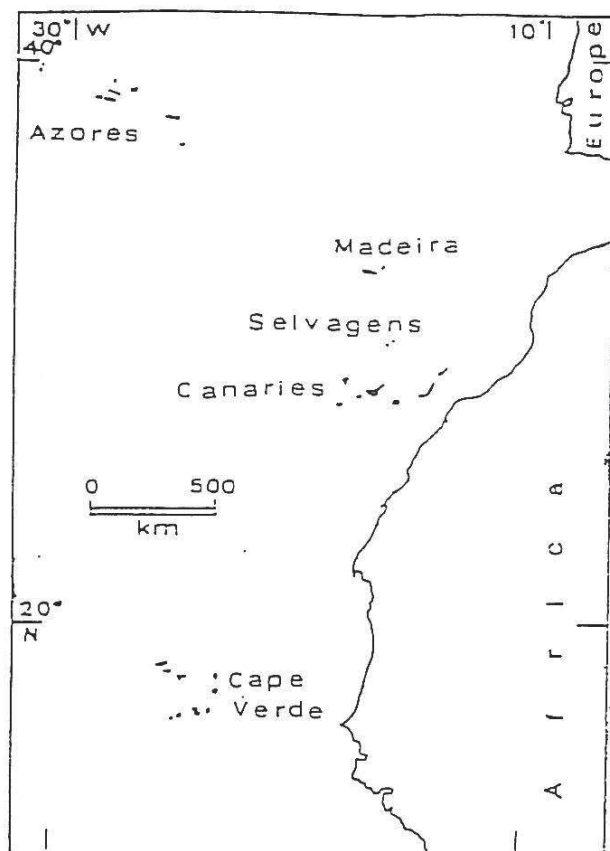 30° W
10°
40°
Europe
Azores
Madeira
Selvagens
Canaries
0 500
km
Africa
20°
N
Cape
Verde